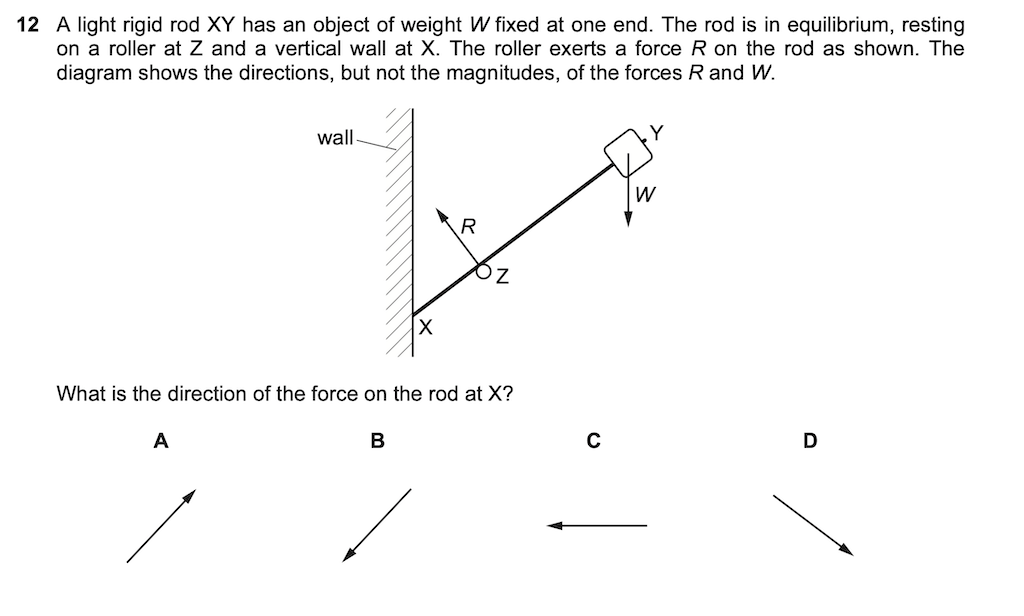 12 A light rigid rod XY has an object of weight W fixed at one end. The rod is in equilibrium, resting
on a roller at Z and a vertical wall at X. The roller exerts a force R on the rod as shown. The
diagram shows the directions, but not the magnitudes, of the forces R and W.
wall
Y
W
R
Z
X
What is the direction of the force on the rod at X?
A B C D